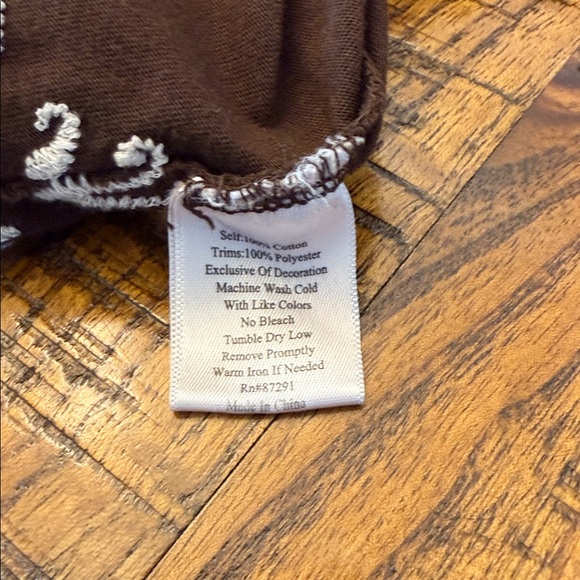 Self:100% Cotton
Trims:100% Polyester
Exclusive Of Decoration
Machine Wash Cold
With Like Colors
No Bleach
Tumble Dry Low
Remove Promptly
Warm Iron If Needed
Rn#87291
Made In China